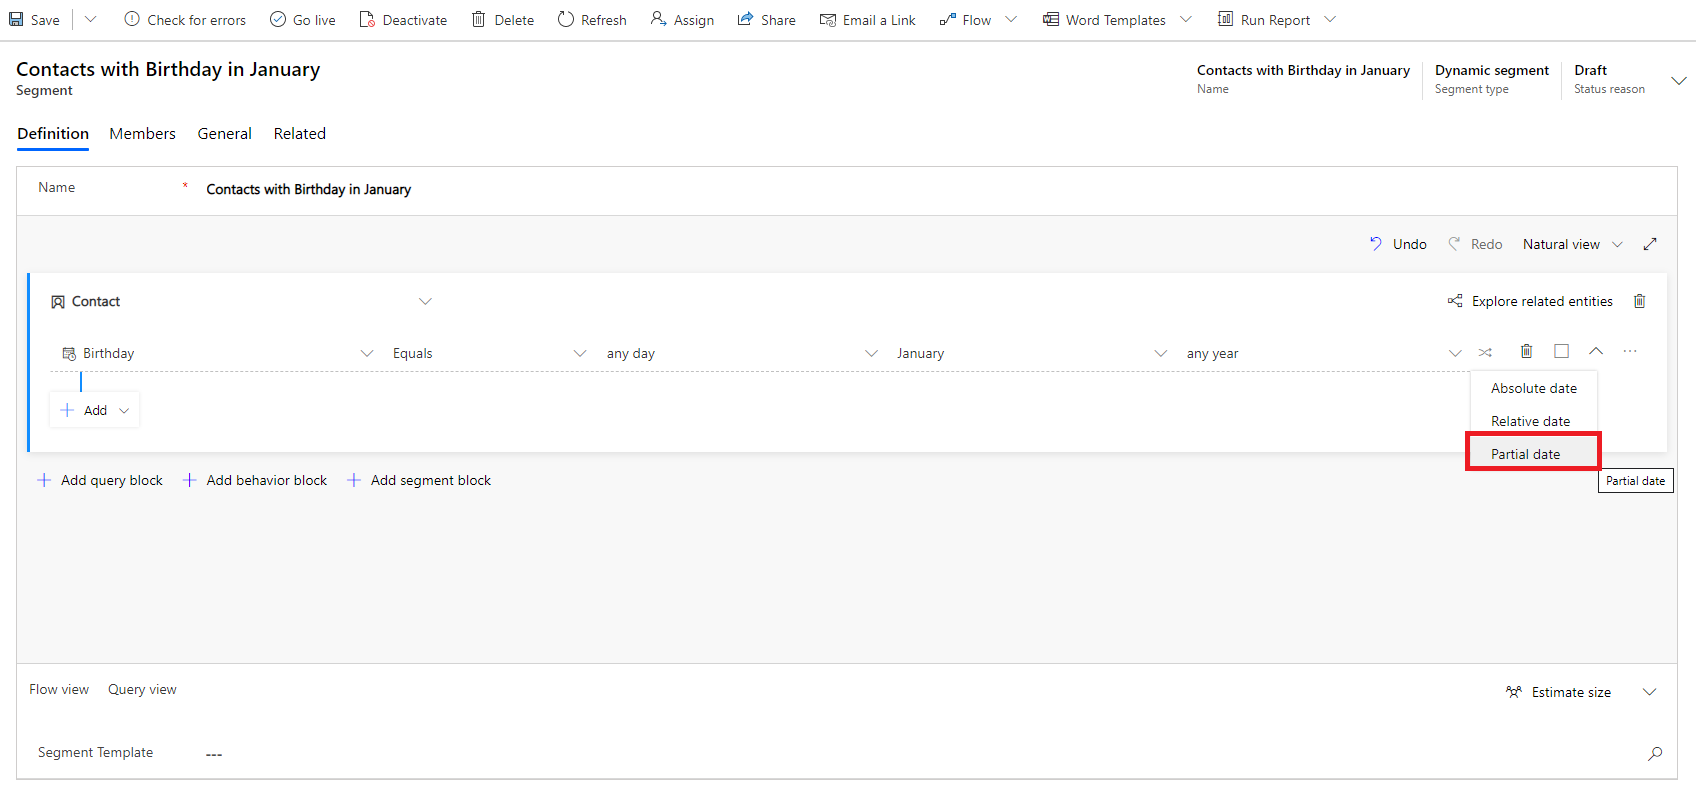 Save Check for errors Go live Deactivate Delete Refresh Assign Share Email a Link Flow Word Templates Run Report
Contacts with Birthday in January
Segment
Contacts with Birthday in January
Name
Dynamic segment
Segment type
Draft
Status reason
Definition Members General Related
Name * Contacts with Birthday in January
Undo Redo Natural view
Contact Explore related entities
Birthday Equals any day January any year
Absolute date
Relative date
Partial date
Partial date
Add
Add query block Add behavior block Add segment block
Flow view Query view Estimate size
Segment Template ---